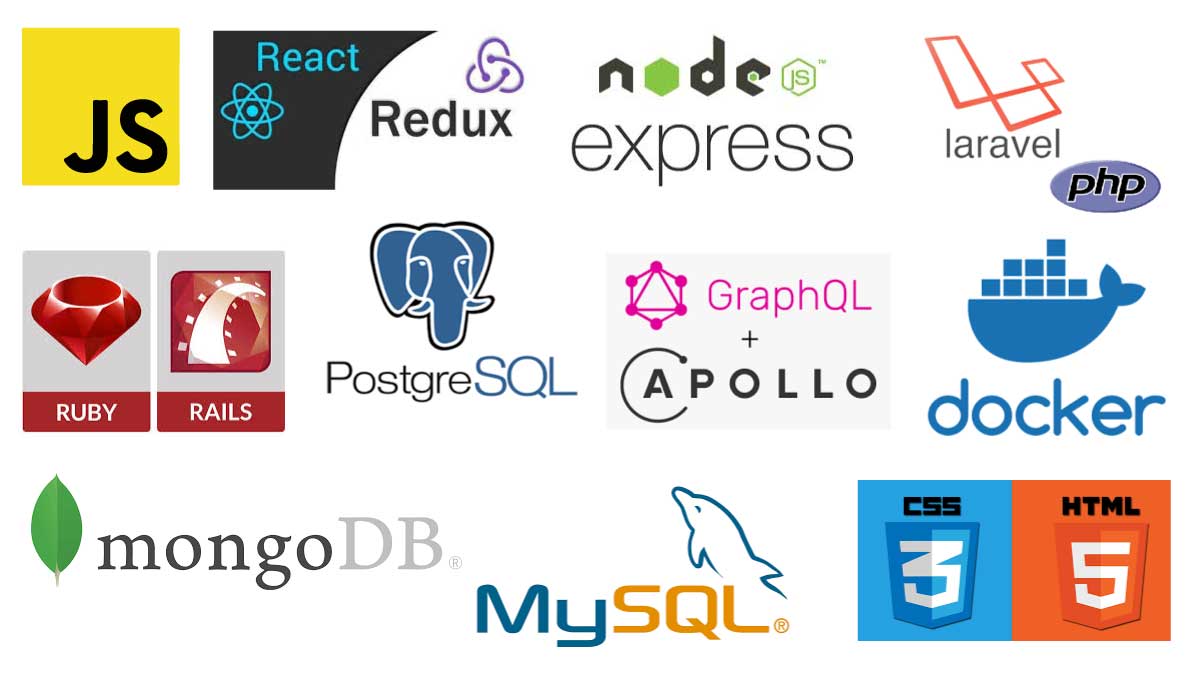 JS
React
Redux
node
JS™
express
laravel
php
RUBY
RAILS
PostgreSQL
GraphQL
+
APOLLO
docker
mongoDB®
MySQL®
CSS
3
HTML
5